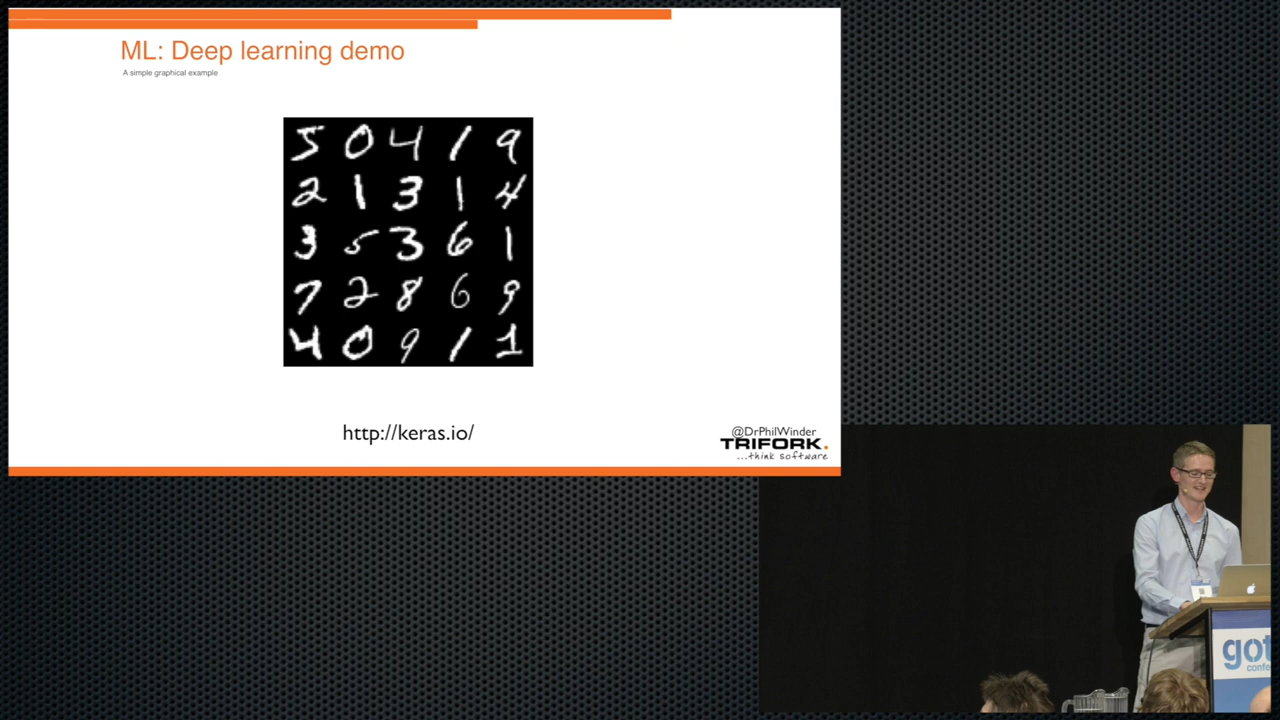 ML: Deep learning demo
A simple graphical example
5 0 4 1 9
2 1 3 1 4
3 5 3 6 1
7 2 8 6 9
4 0 9 1 1
http://keras.io/
@DrPhilWinder
TRIFORK.
...think software
got
confe